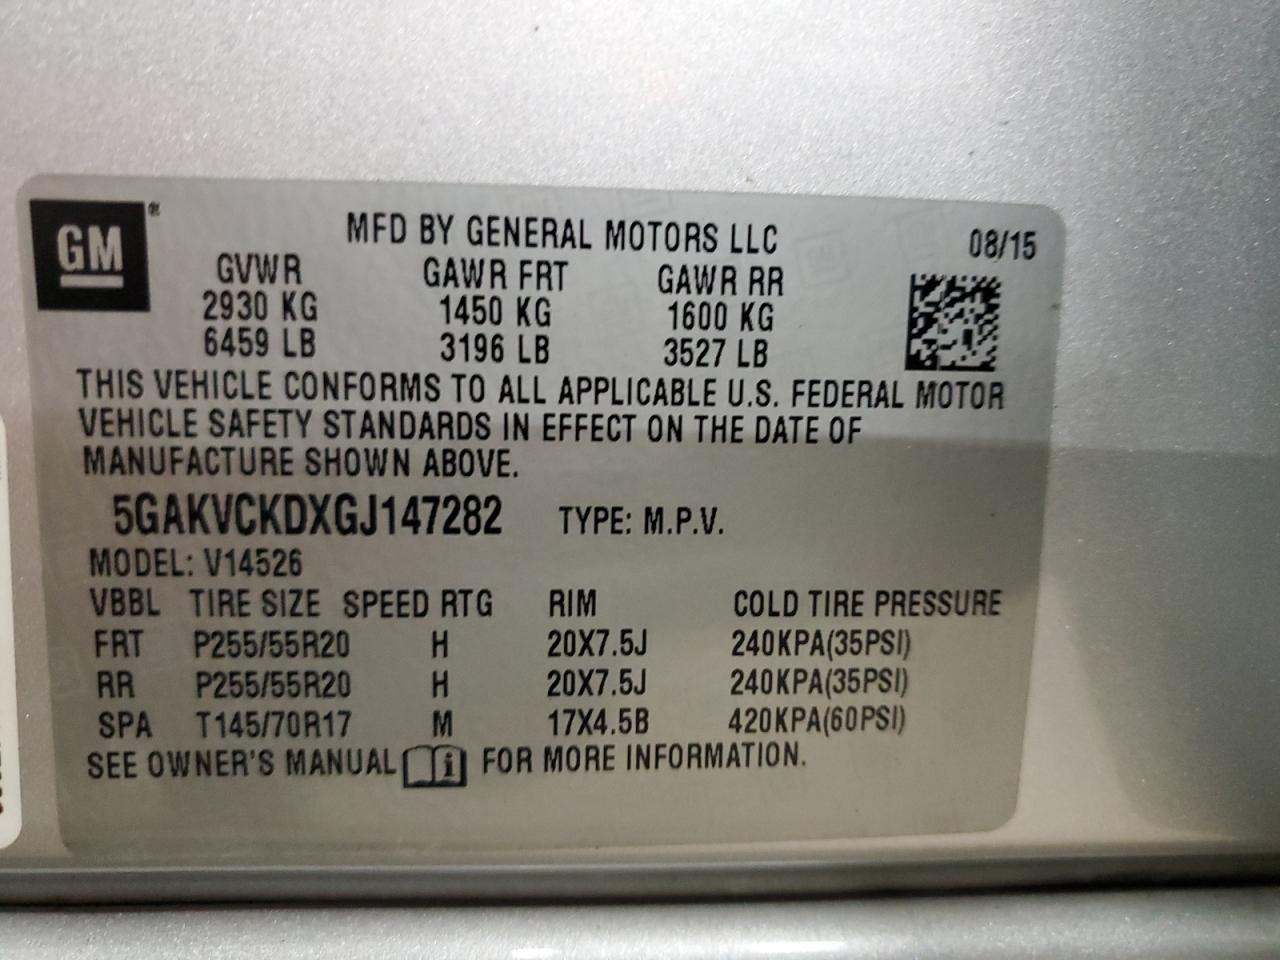 GM®
MFD BY GENERAL MOTORS LLC 08/15
GVWR GAWR FRT GAWR RR
2930 KG 1450 KG 1600 KG
6459 LB 3196 LB 3527 LB
THIS VEHICLE CONFORMS TO ALL APPLICABLE U.S. FEDERAL MOTOR
VEHICLE SAFETY STANDARDS IN EFFECT ON THE DATE OF
MANUFACTURE SHOWN ABOVE.
5GAKVCKDXGJ147282 TYPE: M.P.V.
MODEL: V14526
VBBL TIRE SIZE SPEED RTG RIM COLD TIRE PRESSURE
FRT P255/55R20 H 20X7.5J 240KPA(35PSI)
RR P255/55R20 H 20X7.5J 240KPA(35PSI)
SPA T145/70R17 M 17X4.5B 420KPA(60PSI)
SEE OWNER'S MANUAL i FOR MORE INFORMATION.